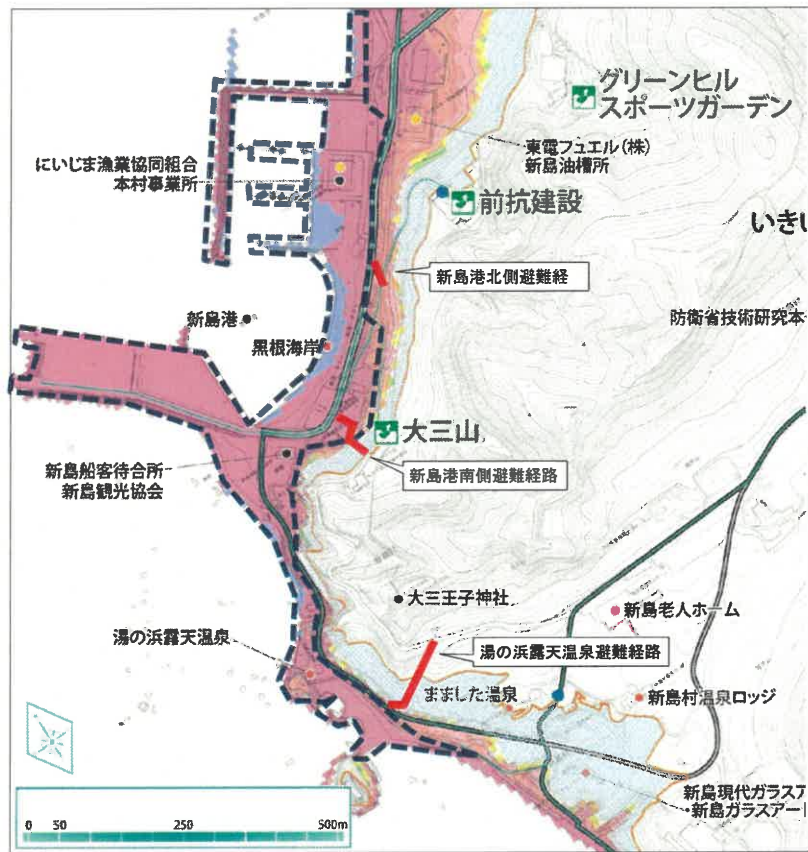 グリーンヒル
スポーツガーデン
東電フュエル(株)
新島油槽所
にいじま漁業協同組合
本村事業所
前抗建設
いきい
新島港北側避難経
防衛省技術研究本
新島港
黒根海岸
大三山
新島船客待合所
新島観光協会
新島港南側避難経路
大三王子神社
新島老人ホーム
湯の浜露天温泉
湯の浜露天温泉避難経路
まました温泉
新島村温泉ロッジ
新島現代ガラスア
新島ガラスアー
0 50 250 500m